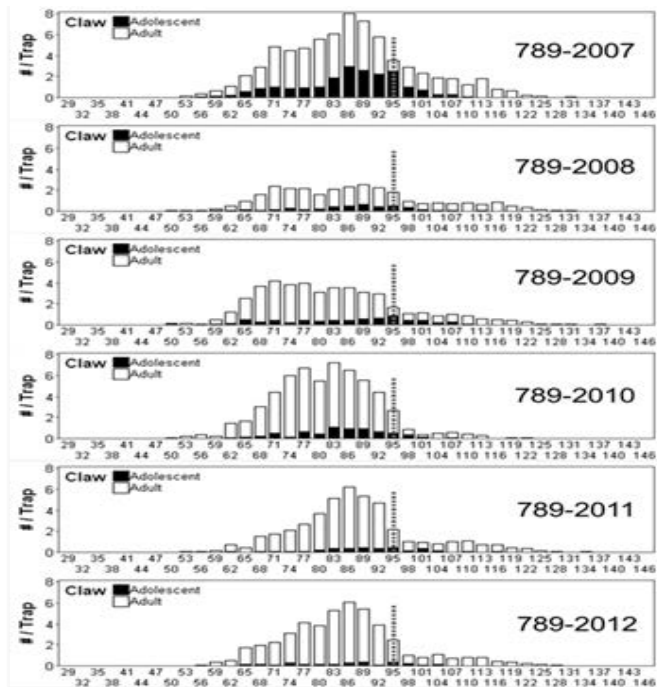 8
Claw Adolescent
Adult
789-2007
6
4
2
0
# / Trap
29 35 41 47 53 59 65 71 77 83 89 95 101 107 113 119 125 131 137 143
32 38 44 50 56 62 68 74 80 86 92 98 104 110 116 122 128 134 140 146
8
Claw Adolescent
Adult
789-2008
6
4
2
0
# / Trap
29 35 41 47 53 59 65 71 77 83 89 95 101 107 113 119 125 131 137 143
32 38 44 50 56 62 68 74 80 86 92 98 104 110 116 122 128 134 140 146
8
Claw Adolescent
Adult
789-2009
6
4
2
0
# / Trap
29 35 41 47 53 59 65 71 77 83 89 95 101 107 113 119 125 131 137 143
32 38 44 50 56 62 68 74 80 86 92 98 104 110 116 122 128 134 140 146
8
Claw Adolescent
Adult
789-2010
6
4
2
0
# / Trap
29 35 41 47 53 59 65 71 77 83 89 95 101 107 113 119 125 131 137 143
32 38 44 50 56 62 68 74 80 86 92 98 104 110 116 122 128 134 140 146
8
Claw Adolescent
Adult
789-2011
6
4
2
0
# / Trap
29 35 41 47 53 59 65 71 77 83 89 95 101 107 113 119 125 131 137 143
32 38 44 50 56 62 68 74 80 86 92 98 104 110 116 122 128 134 140 146
8
Claw Adolescent
Adult
789-2012
6
4
2
0
# / Trap
29 35 41 47 53 59 65 71 77 83 89 95 101 107 113 119 125 131 137 143
32 38 44 50 56 62 68 74 80 86 92 98 104 110 116 122 128 134 140 146